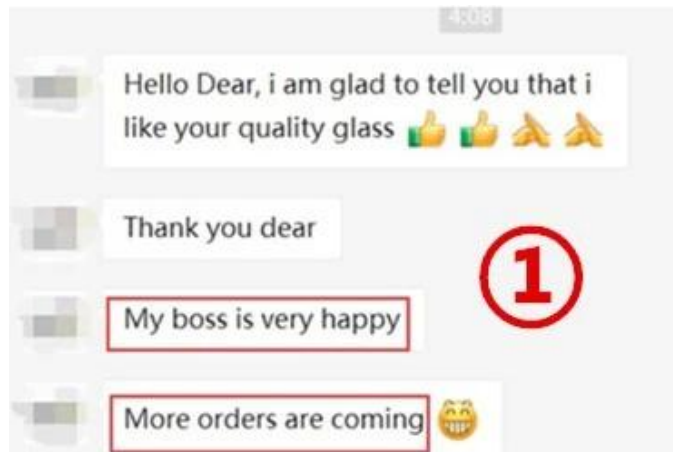 4:08
Hello Dear, i am glad to tell you that i
like your quality glass 👍 👍 🙏 🙏
Thank you dear
①
My boss is very happy
More orders are coming 😁